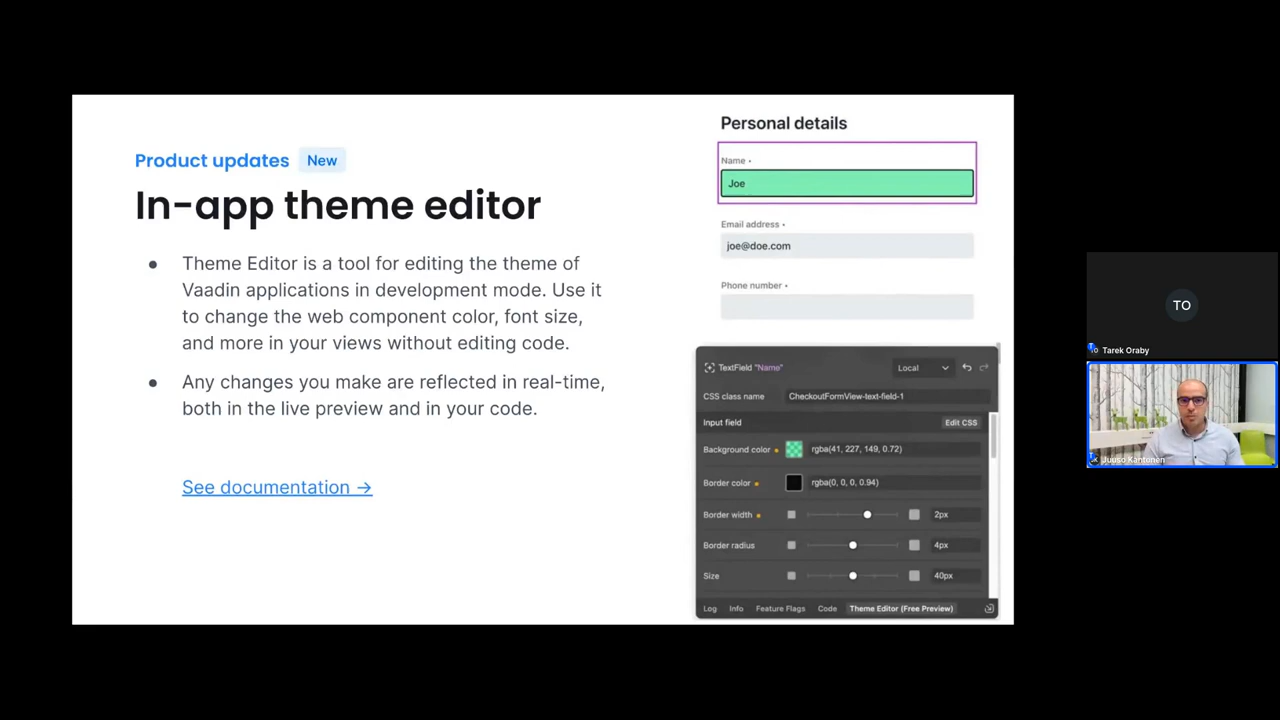 Product updates New
In-app theme editor
● Theme Editor is a tool for editing the theme of
Vaadin applications in development mode. Use it
to change the web component color, font size,
and more in your views without editing code.
● Any changes you make are reflected in real-time,
both in the live preview and in your code.
See documentation →
Personal details
Name •
Joe
Email address •
joe@doe.com
Phone number •
TextField "Name" Local
CSS class name CheckoutFormView-text-field-1
Input field Edit CSS
Background color rgba(41, 227, 149, 0.72)
Border color rgba(0, 0, 0, 0.94)
Border width 2px
Border radius 4px
Size 40px
Log Info Feature Flags Code Theme Editor (Free Preview)
TO
Tarek Oraby
Juuso Kantonen